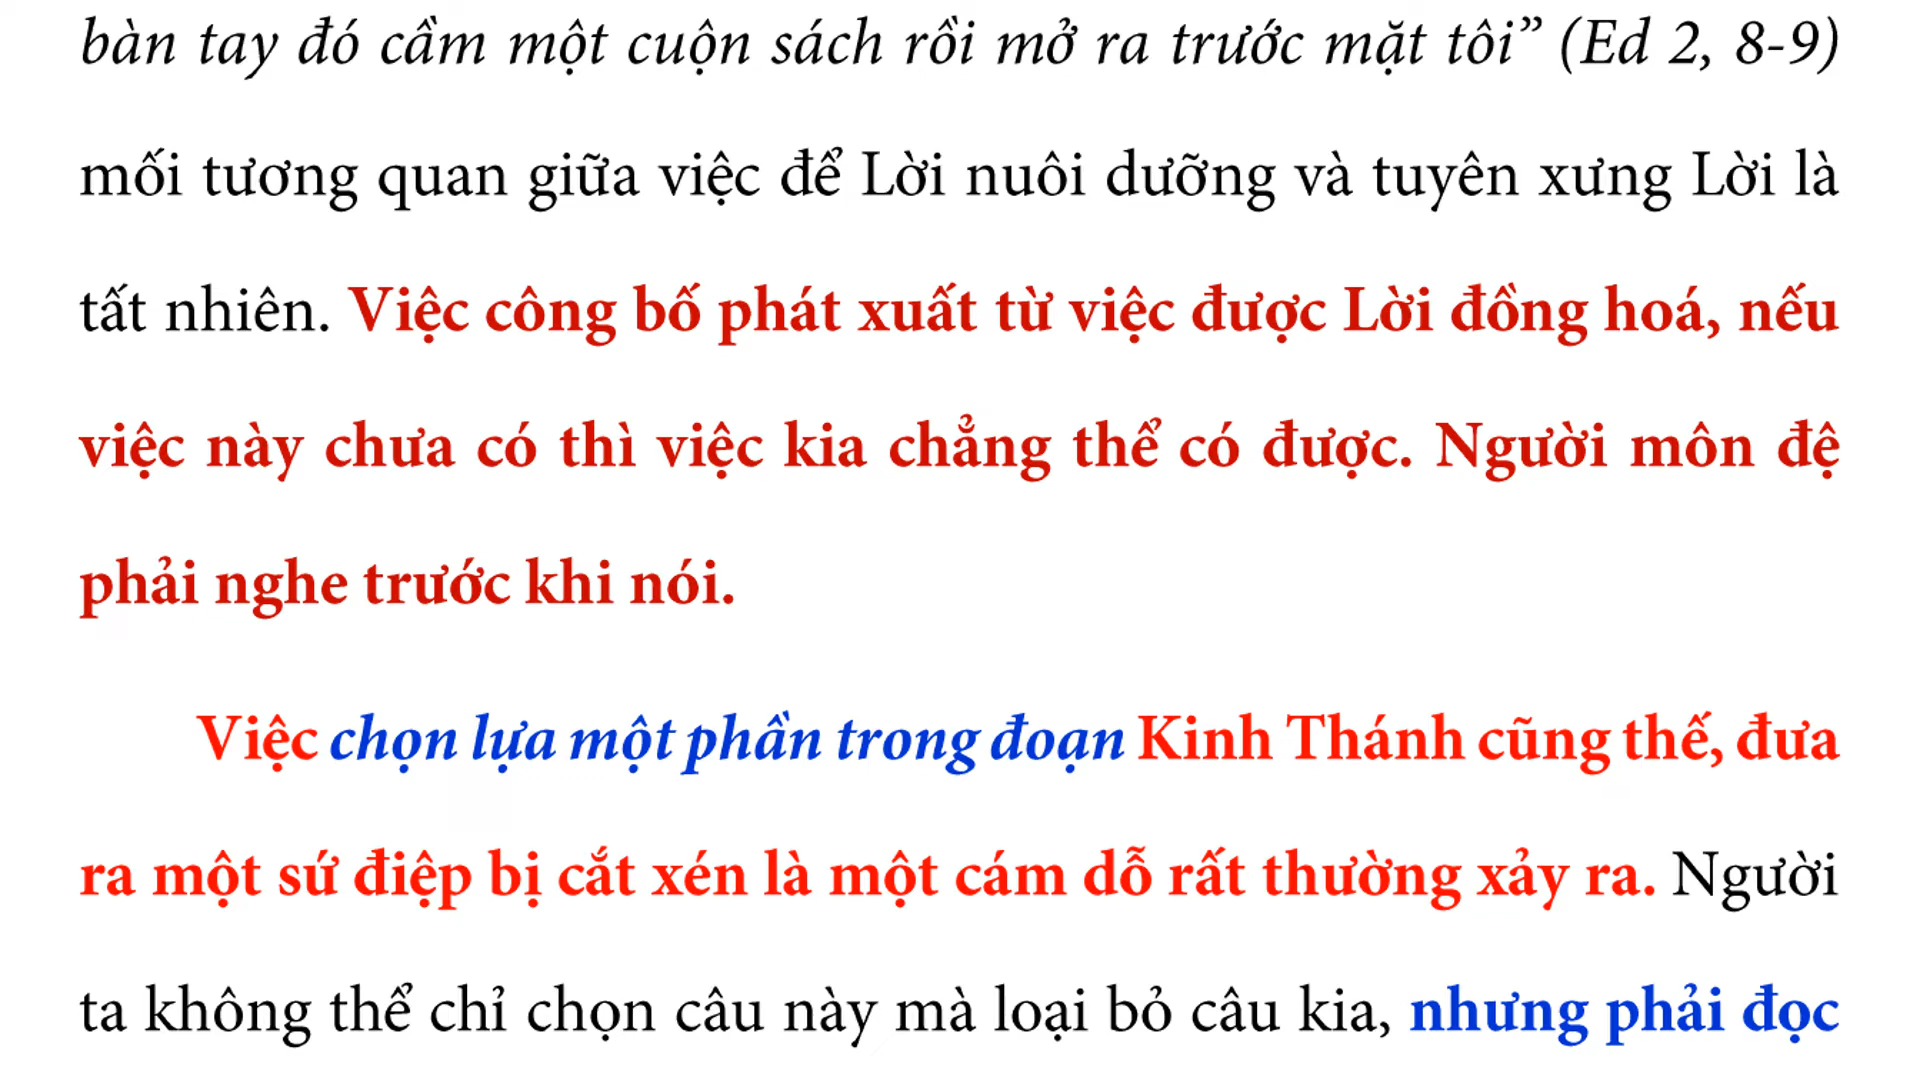 bàn tay đó cầm một cuộn sách rồi mở ra trước mặt tôi” (Ed 2, 8-9)
mối tương quan giữa việc để Lời nuôi dưỡng và tuyên xưng Lời là
tất nhiên. Việc công bố phát xuất từ việc được Lời đồng hoá, nếu
việc này chưa có thì việc kia chẳng thể có được. Người môn đệ
phải nghe trước khi nói.
Việc chọn lựa một phần trong đoạn Kinh Thánh cũng thế, đưa
ra một sứ điệp bị cắt xén là một cám dỗ rất thường xảy ra. Người
ta không thể chỉ chọn câu này mà loại bỏ câu kia, nhưng phải đọc